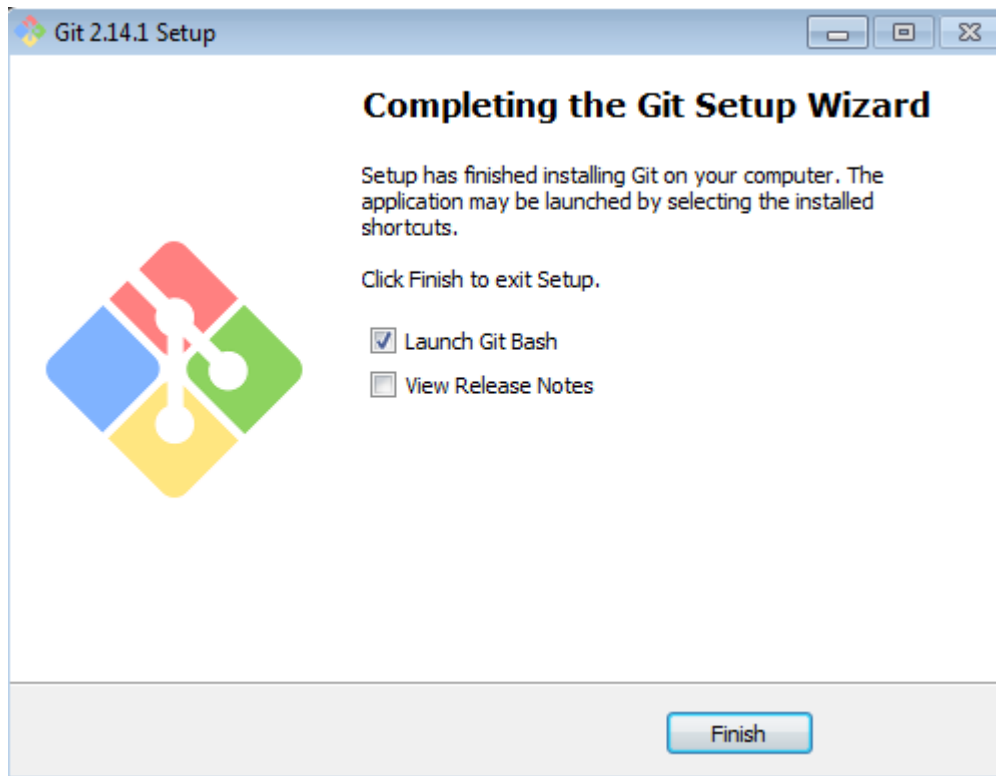 Git 2.14.1 Setup
Completing the Git Setup Wizard
Setup has finished installing Git on your computer. The
application may be launched by selecting the installed
shortcuts.
Click Finish to exit Setup.
Launch Git Bash
View Release Notes
Finish